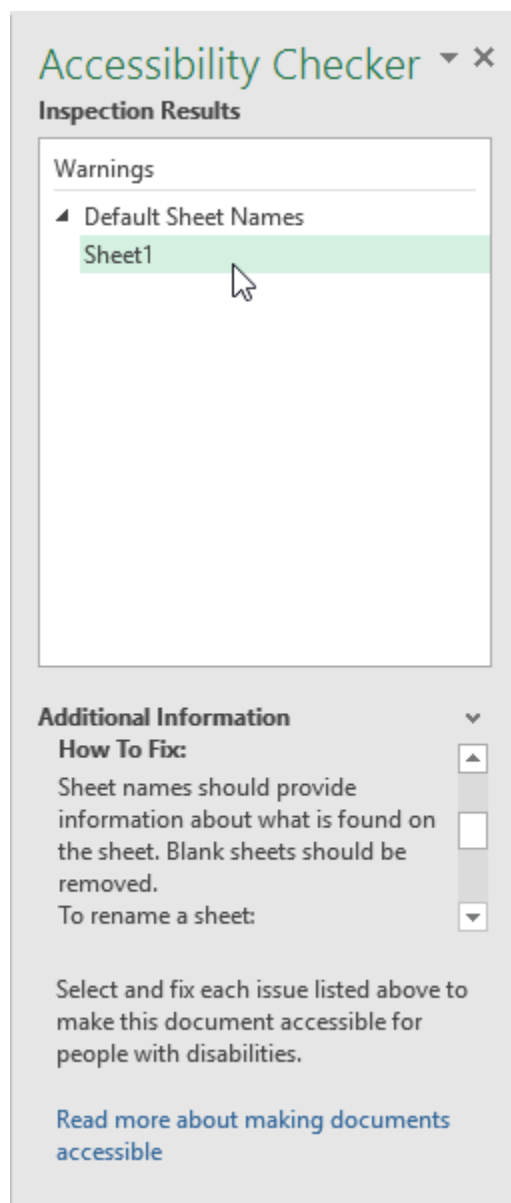 Accessibility Checker
Inspection Results
Warnings
Default Sheet Names
Sheet1
Additional Information
How To Fix:
Sheet names should provide
information about what is found on
the sheet. Blank sheets should be
removed.
To rename a sheet:
Select and fix each issue listed above to
make this document accessible for
people with disabilities.
Read more about making documents
accessible